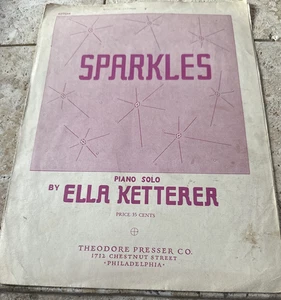 SPARKLES
PIANO SOLO
BY ELLA KETTERER
PRICE 35 CENTS
THEODORE PRESSER CO.
1712 CHESTNUT STREET
•PHILADELPHIA•